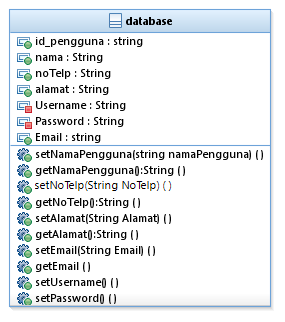 database
id_pengguna : string
nama : String
noTelp : String
alamat : String
Username : String
Password : String
Email : string
setNamaPengguna(string namaPengguna) ( )
getNamaPengguna():String ( )
setNoTelp(String NoTelp) ( )
getNoTelp():String ( )
setAlamat(String Alamat) ( )
getAlamat():String ( )
setEmail(String Email) ( )
getEmail ( )
setUsername() ( )
setPassword() ( )